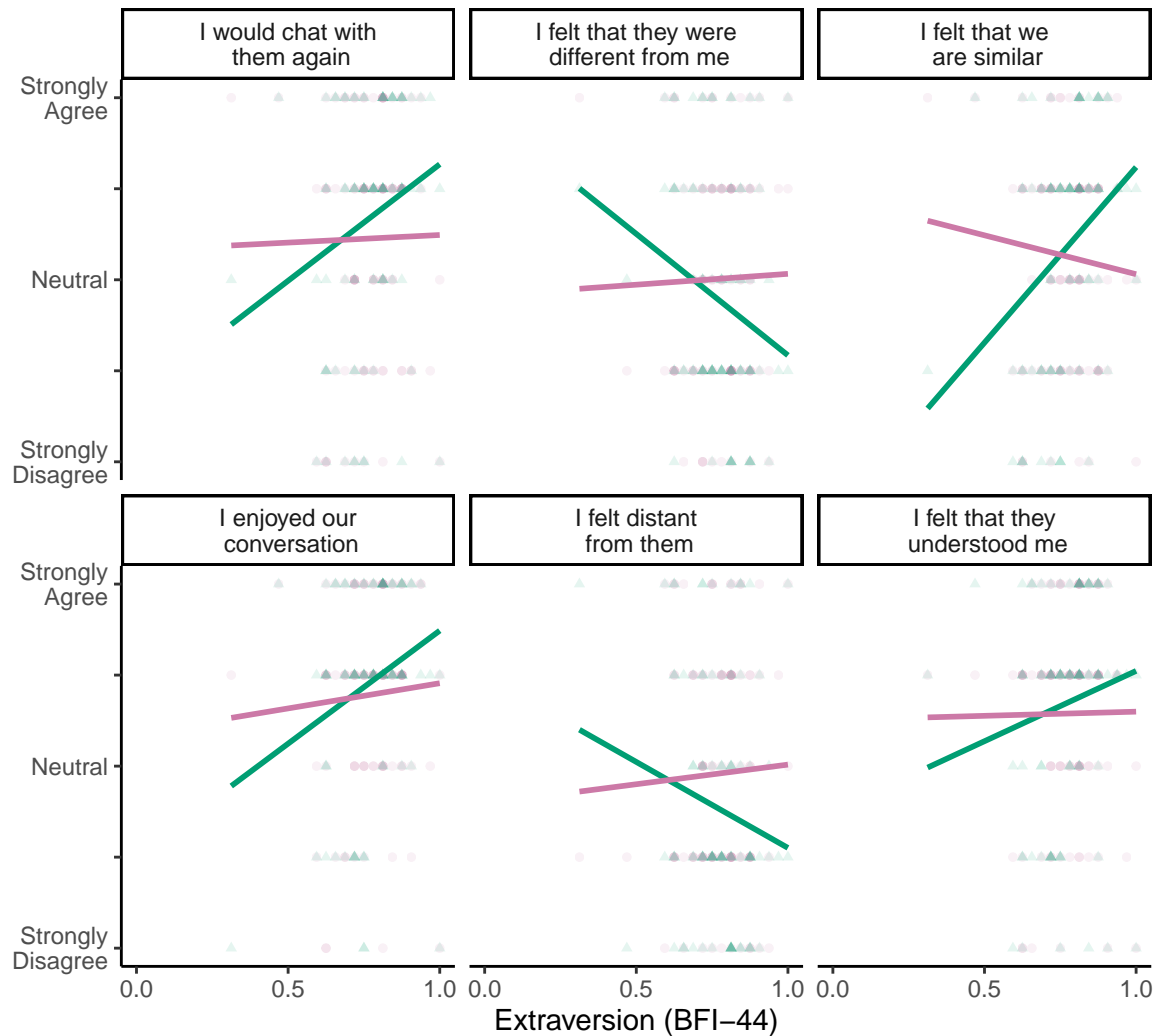 I would chat with
them again
I felt that they were
different from me
I felt that we
are similar
Strongly
Agree
Neutral
Strongly
Disagree
I enjoyed our
conversation
I felt distant
from them
I felt that they
understood me
Strongly
Agree
Neutral
Strongly
Disagree
0.0 0.5 1.0 0.0 0.5 1.0 0.0 0.5 1.0
Extraversion (BFI−44)